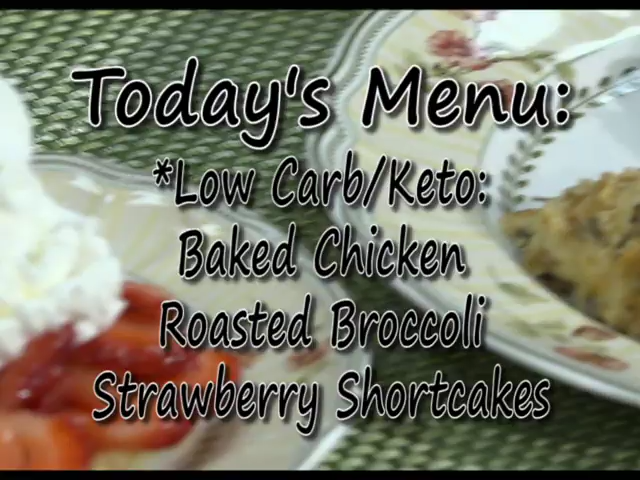 Today's Menu:
*Low Carb/Keto:
Baked Chicken
Roasted Broccoli
Strawberry Shortcakes